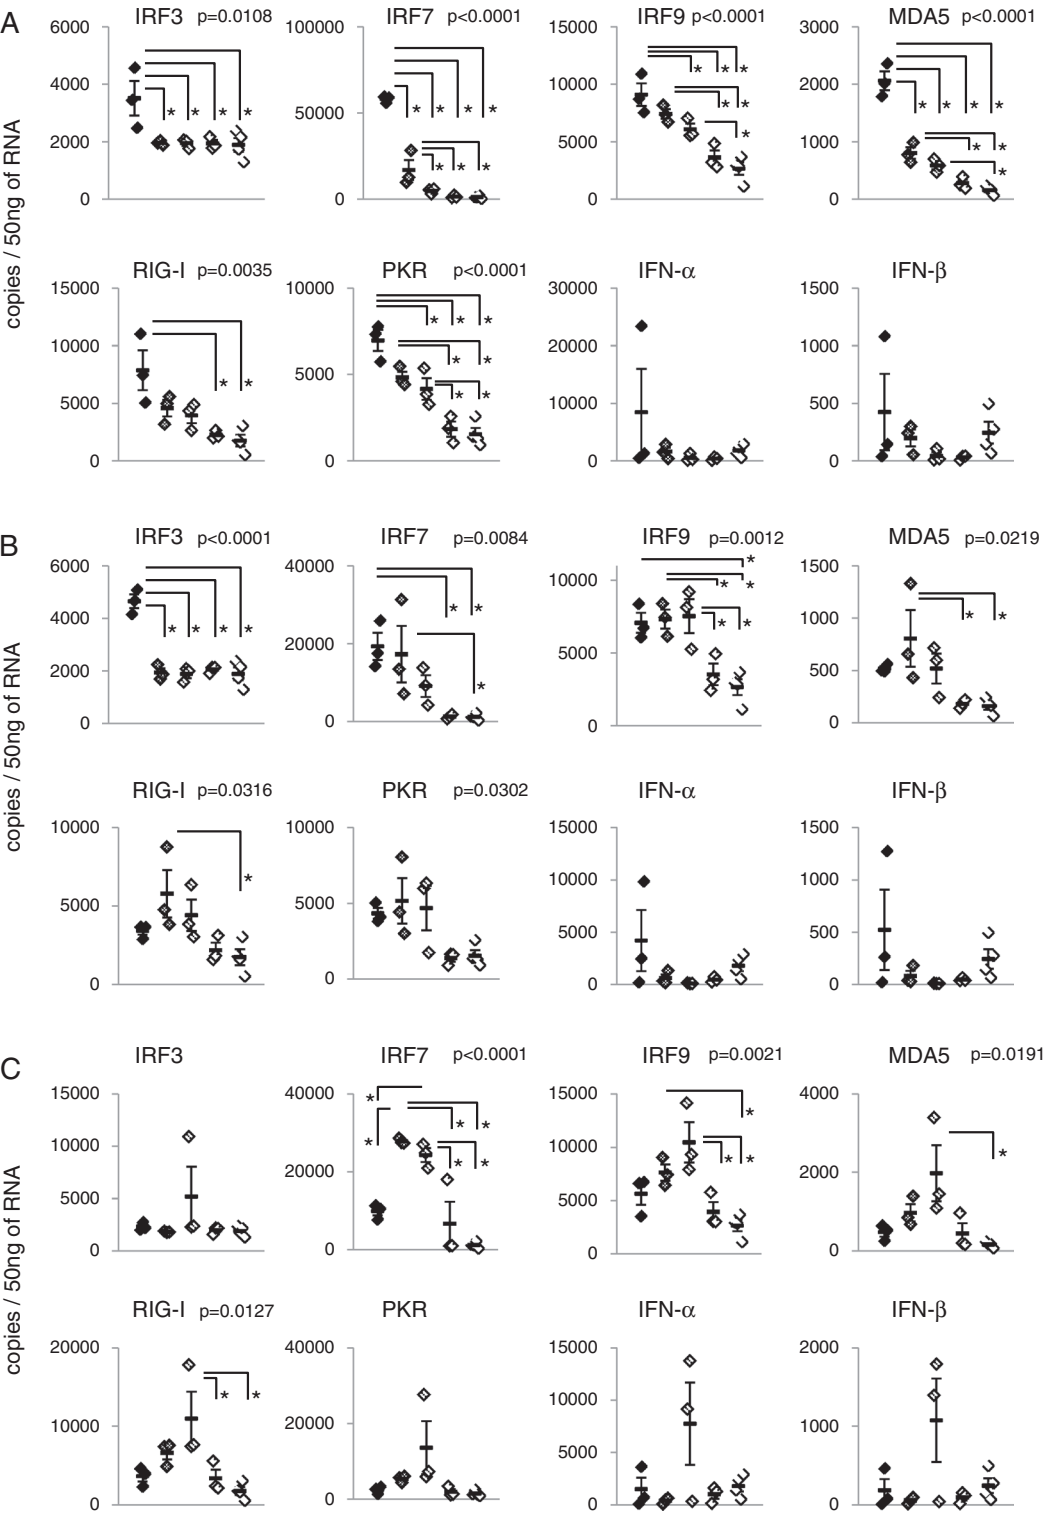 A
IRF3 p=0.0108
IRF7 p<0.0001
IRF9 p<0.0001
MDA5 p<0.0001
6000
4000
2000
0
* * * *
100000
50000
0
* * * *
* * *
15000
10000
5000
0
* * *
* *
*
3000
2000
1000
0
* * * *
* *
*
copies / 50ng of RNA
RIG-I p=0.0035
PKR p<0.0001
IFN-α
IFN-β
15000
10000
5000
0
* *
10000
5000
0
* * *
* *
* *
30000
20000
10000
0
1500
1000
500
0
B
IRF3 p<0.0001
IRF7 p=0.0084
IRF9 p=0.0012
MDA5 p=0.0219
6000
4000
2000
0
* * * *
40000
20000
0
* *
*
10000
5000
0
*
* *
* *
1500
1000
500
0
* *
copies / 50ng of RNA
RIG-I p=0.0316
PKR p=0.0302
IFN-α
IFN-β
10000
5000
0
*
10000
5000
0
15000
10000
5000
0
1500
1000
500
0
C
IRF3
IRF7 p<0.0001
IRF9 p=0.0021
MDA5 p=0.0191
15000
10000
5000
0
40000
20000
0
*
*
* *
* *
15000
10000
5000
0
*
* *
4000
2000
0
*
copies / 50ng of RNA
RIG-I p=0.0127
PKR
IFN-α
IFN-β
20000
10000
0
* *
40000
20000
0
15000
10000
5000
0
2000
1000
0